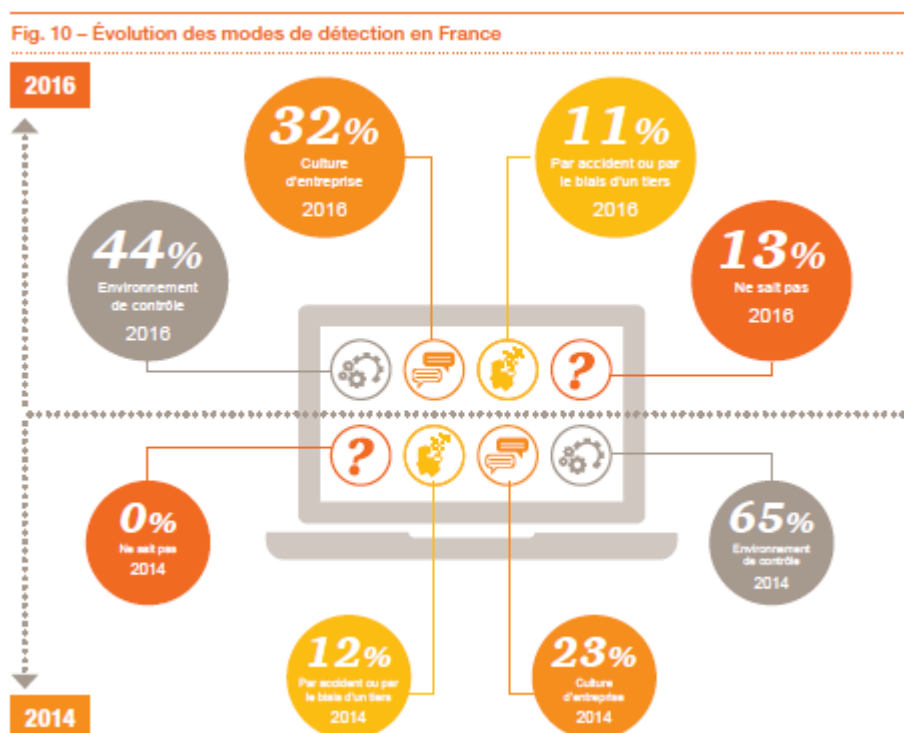 Fig. 10 – Évolution des modes de détection en France
2016
32%
Culture
d'entreprise
2016
11%
Par accident ou par
le biais d'un tiers
2016
44%
Environnement
de contrôle
2016
13%
Ne sait pas
2016
?
?
0%
Ne sait pas
2014
65%
Environnement
de contrôle
2014
12%
Par accident ou par
le biais d'un tiers
2014
23%
Culture
d'entreprise
2014
2014